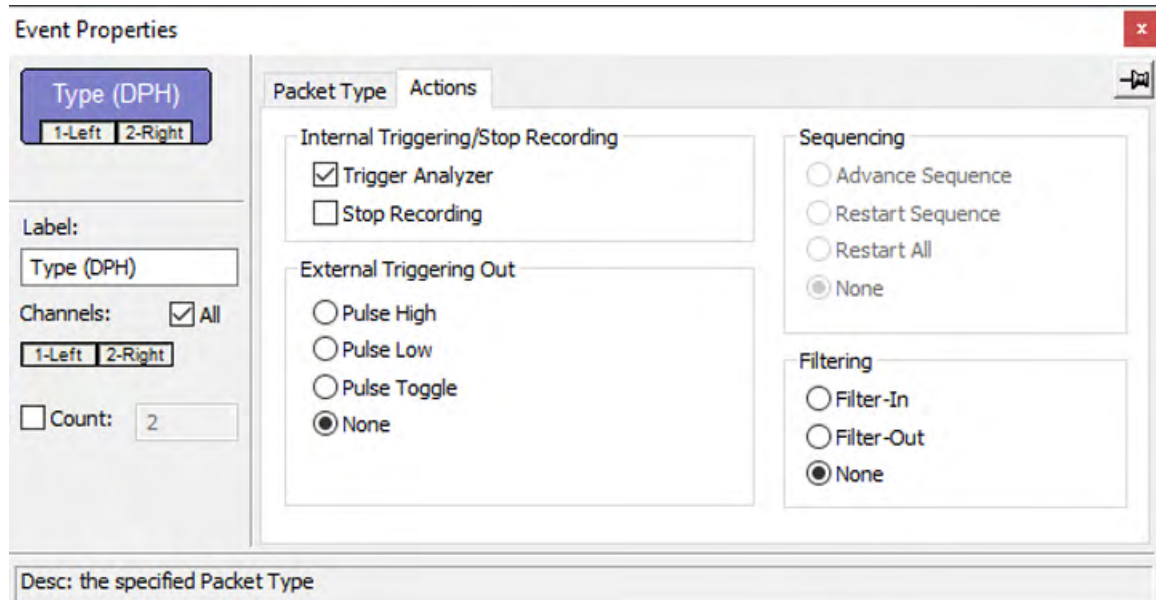 Event Properties
x
Type (DPH)
1-Left 2-Right
Label:
Type (DPH)
Channels: All
1-Left 2-Right
Count: 2
Packet Type Actions
Internal Triggering/Stop Recording
Trigger Analyzer
Stop Recording
External Triggering Out
Pulse High
Pulse Low
Pulse Toggle
None
Sequencing
Advance Sequence
Restart Sequence
Restart All
None
Filtering
Filter-In
Filter-Out
None
Desc: the specified Packet Type